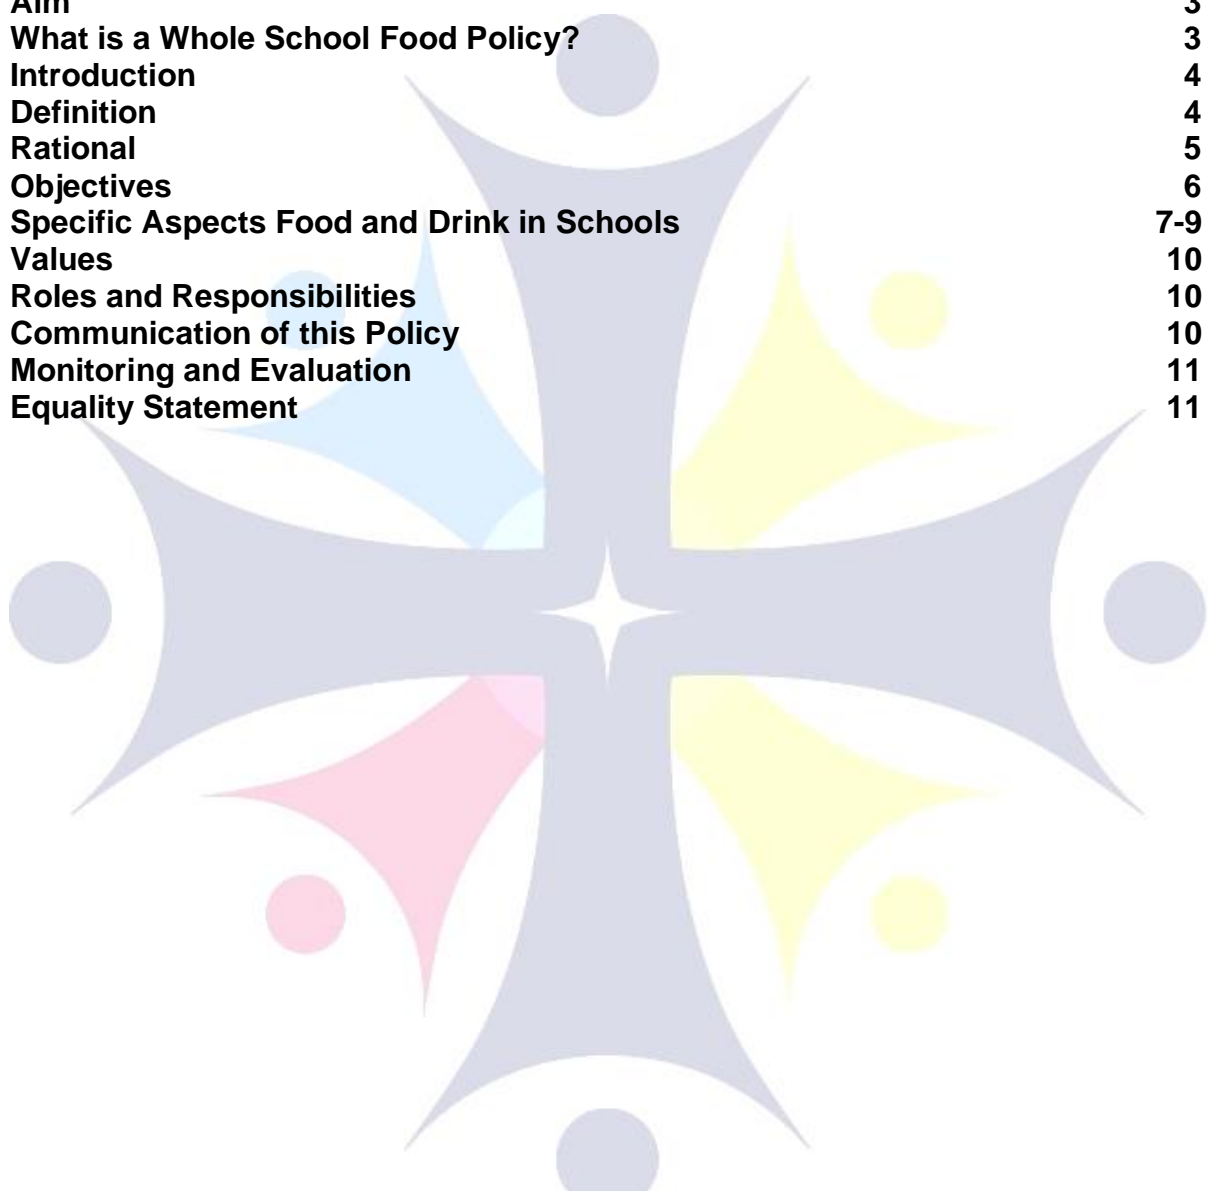 Aim 3
What is a Whole School Food Policy? 3
Introduction 4
Definition 4
Rational 5
Objectives 6
Specific Aspects Food and Drink in Schools 7-9
Values 10
Roles and Responsibilities 10
Communication of this Policy 10
Monitoring and Evaluation 11
Equality Statement 11